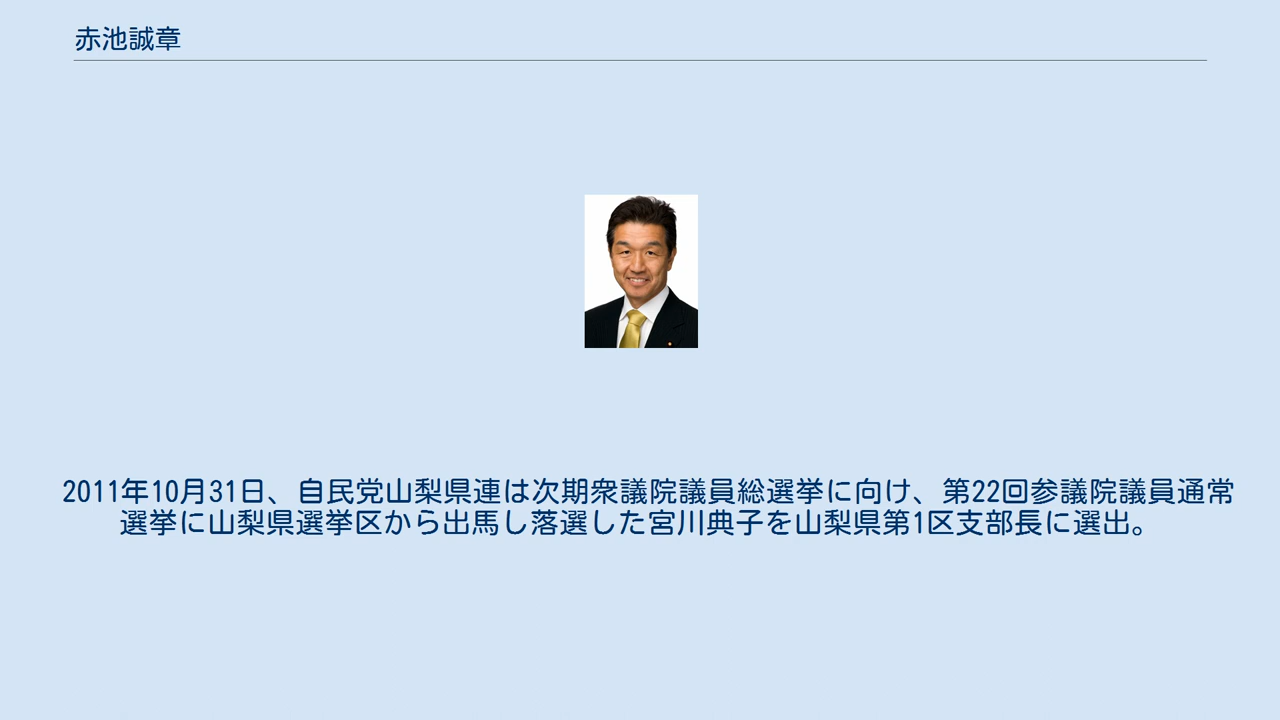 赤池誠章
2011年10月31日、自民党山梨県連は次期衆議院議員総選挙に向け、第22回参議院議員通常
選挙に山梨県選挙区から出馬し落選した宮川典子を山梨県第1区支部長に選出。